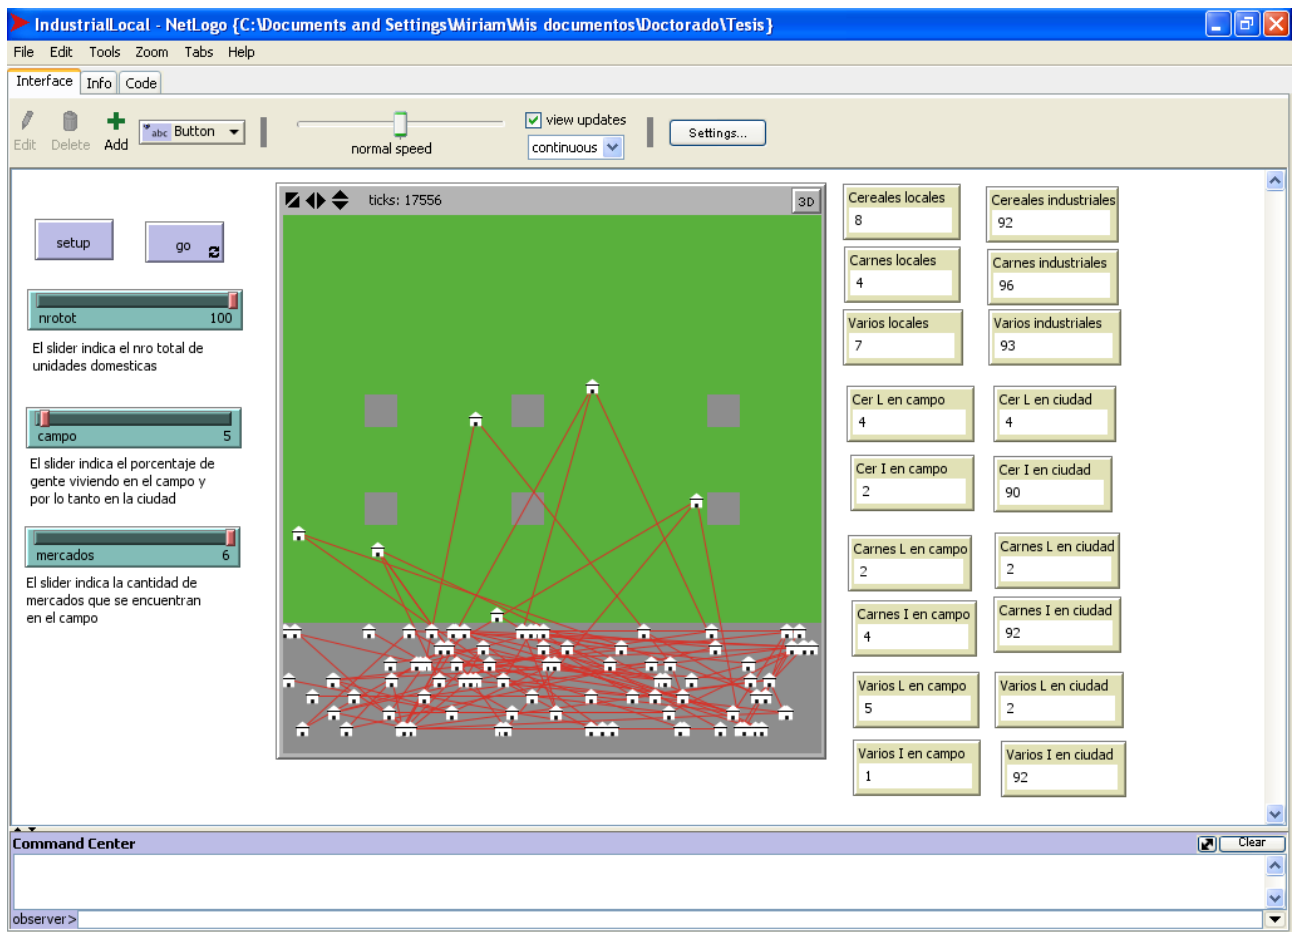 IndustrialLocal - NetLogo {C:\Documents and Settings\Miriam\Mis documentos\Doctorado\Tesis}
File Edit Tools Zoom Tabs Help
Interface Info Code
Edit Delete Add abc Button normal speed view updates continuous Settings...
ticks: 17556 3D
setup go
nrotot 100
El slider indica el nro total de
unidades domesticas
campo 5
El slider indica el porcentaje de
gente viviendo en el campo y
por lo tanto en la ciudad
mercados 6
El slider indica la cantidad de
mercados que se encuentran
en el campo
Cereales locales
8
Cereales industriales
92
Carnes locales
4
Carnes industriales
96
Varios locales
7
Varios industriales
93
Cer L en campo
4
Cer L en ciudad
4
Cer I en campo
2
Cer I en ciudad
90
Carnes L en campo
2
Carnes L en ciudad
2
Carnes I en campo
4
Carnes I en ciudad
92
Varios L en campo
5
Varios L en ciudad
2
Varios I en campo
1
Varios I en ciudad
92
Command Center Clear
observer>